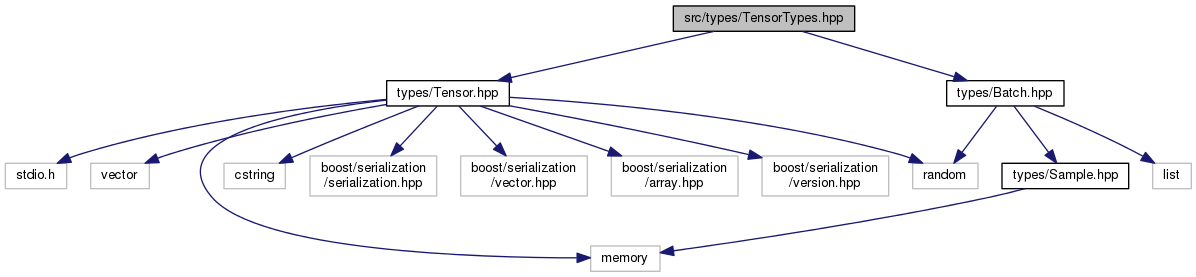 src/types/TensorTypes.hpp
types/Tensor.hpp
types/Batch.hpp
stdio.h
vector
cstring
boost/serialization
/serialization.hpp
boost/serialization
/vector.hpp
boost/serialization
/array.hpp
boost/serialization
/version.hpp
random
types/Sample.hpp
list
memory